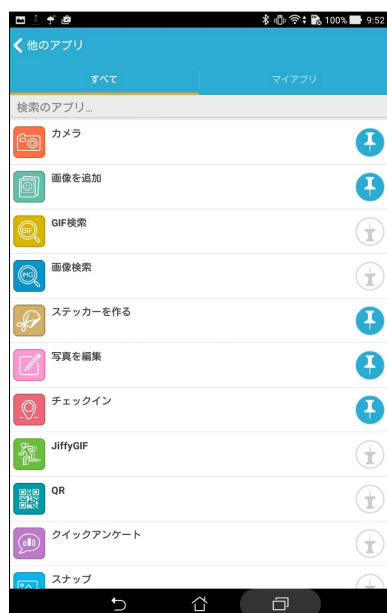 100% 9:52
他のアプリ
すべて マイアプリ
検索のアプリ...
カメラ
画像を追加
GIF検索
画像検索
ステッカーを作る
写真を編集
チェックイン
JiffyGIF
QR
クイックアンケート
スナップ